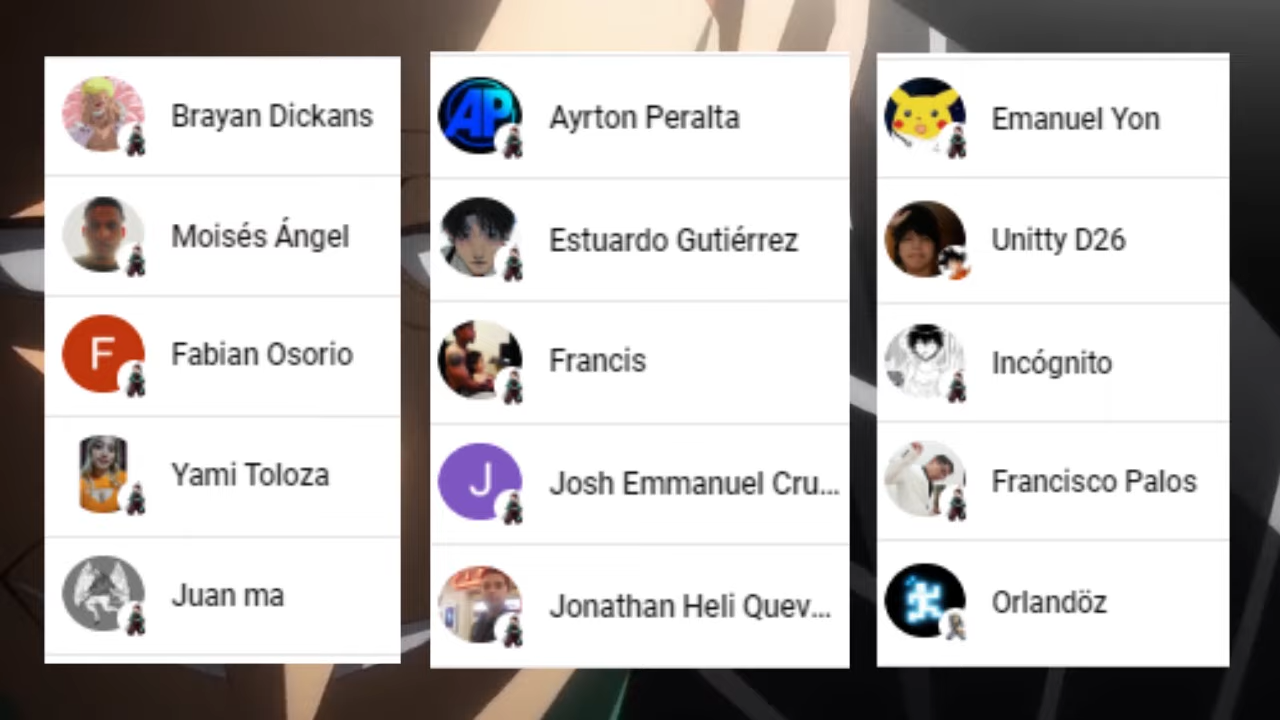 Brayan Dickans
Moisés Ángel
F
Fabian Osorio
Yami Toloza
Juan ma
AP
Ayrton Peralta
Estuardo Gutiérrez
Francis
J
Josh Emmanuel Cru...
Jonathan Heli Quev...
Emanuel Yon
Unitty D26
Incógnito
Francisco Palos
Orlandöz